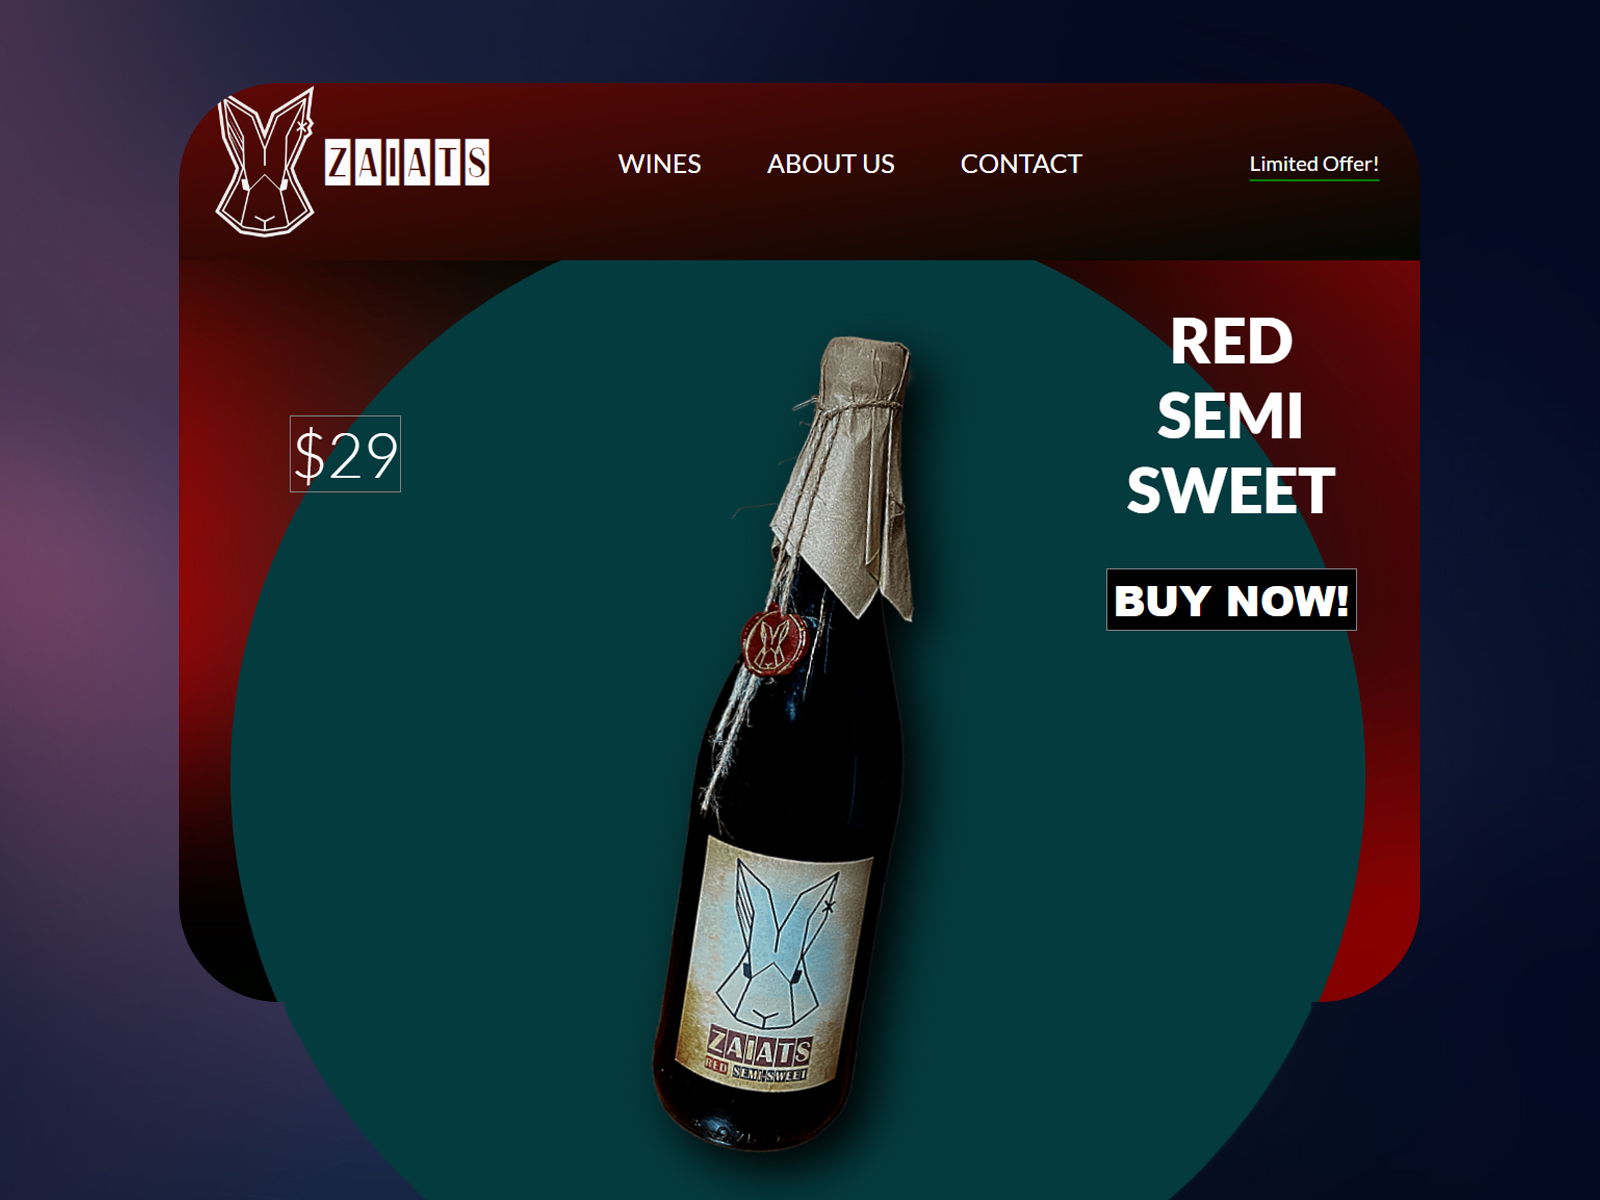 ZAIATS
WINES
ABOUT US
CONTACT
Limited Offer!
$29
RED
SEMI
SWEET
BUY NOW!
ZAIATS
RED SEMI-SWEET